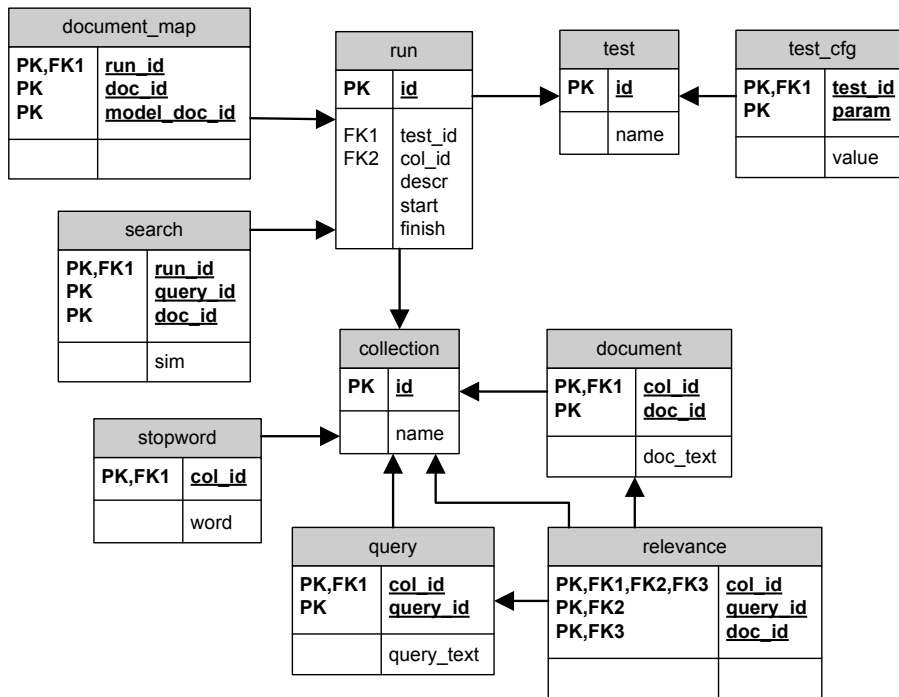 document_map
PK,FK1 run_id
PK doc_id
PK model_doc_id
run
PK id
FK1 test_id
FK2 col_id
descr
start
finish
test
PK id
name
test_cfg
PK,FK1 test_id
PK param
value
search
PK,FK1 run_id
PK query_id
PK doc_id
sim
collection
PK id
name
document
PK,FK1 col_id
PK doc_id
doc_text
stopword
PK,FK1 col_id
word
query
PK,FK1 col_id
PK query_id
query_text
relevance
PK,FK1,FK2,FK3 col_id
PK,FK2 query_id
PK,FK3 doc_id